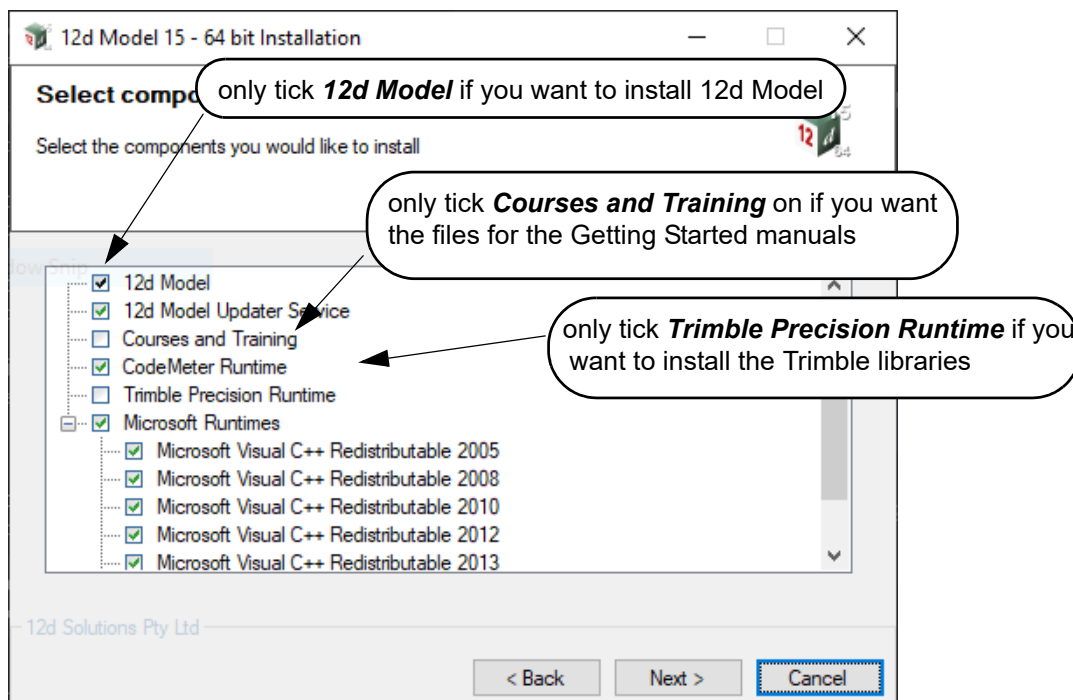 12d Model 15 - 64 bit Installation
only tick 12d Model if you want to install 12d Model
Select compo
Select the components you would like to install
15
12 d
64
only tick Courses and Training on if you want
the files for the Getting Started manuals
low Snip
12d Model
12d Model Updater Service
Courses and Training
only tick Trimble Precision Runtime if you
want to install the Trimble libraries
CodeMeter Runtime
Trimble Precision Runtime
Microsoft Runtimes
Microsoft Visual C++ Redistributable 2005
Microsoft Visual C++ Redistributable 2008
Microsoft Visual C++ Redistributable 2010
Microsoft Visual C++ Redistributable 2012
Microsoft Visual C++ Redistributable 2013
12d Solutions Pty Ltd
< Back Next > Cancel